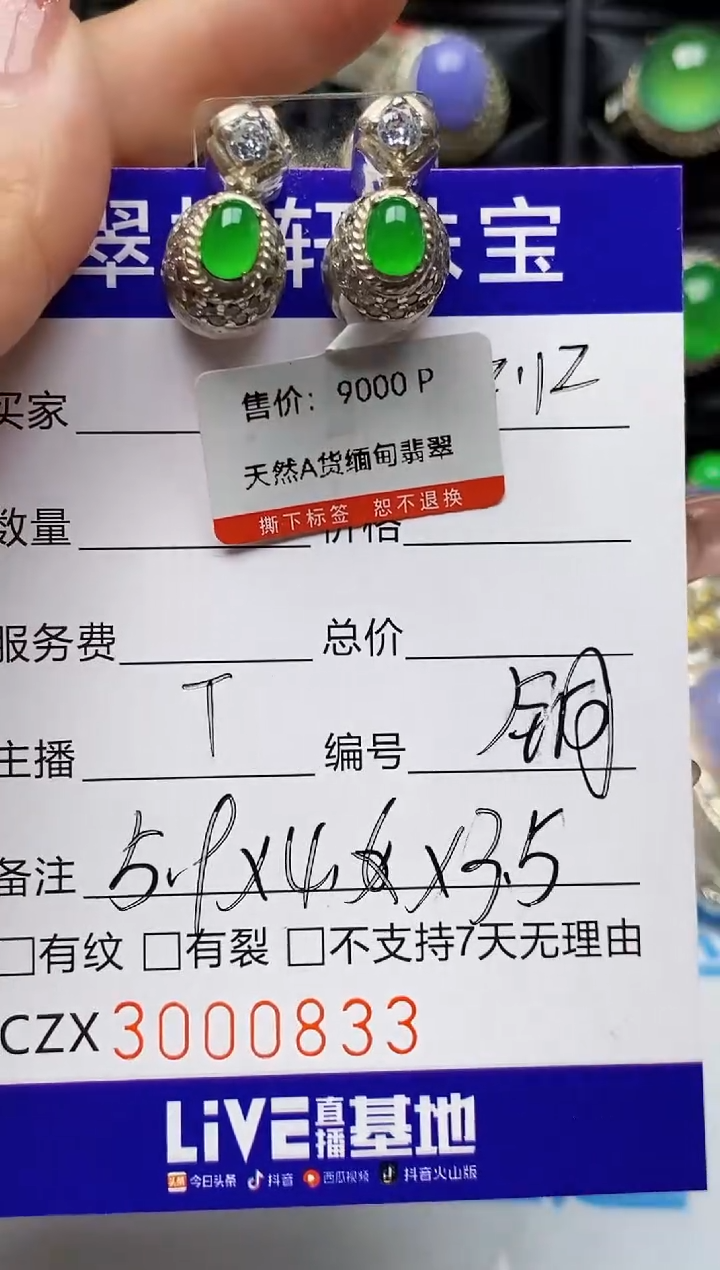 翠 轩珠宝
售价：9000 P
天然A货缅甸翡翠
撕下标签 恕不退换
买家
数量 价格
服务费 总价
主播 T 编号 铜
备注 5.9x4.6x3.5
□有纹 □有裂 □不支持7天无理由
CZX 3000833
LiVE直播基地
头条 今日头条 抖音 西瓜视频 抖音火山版